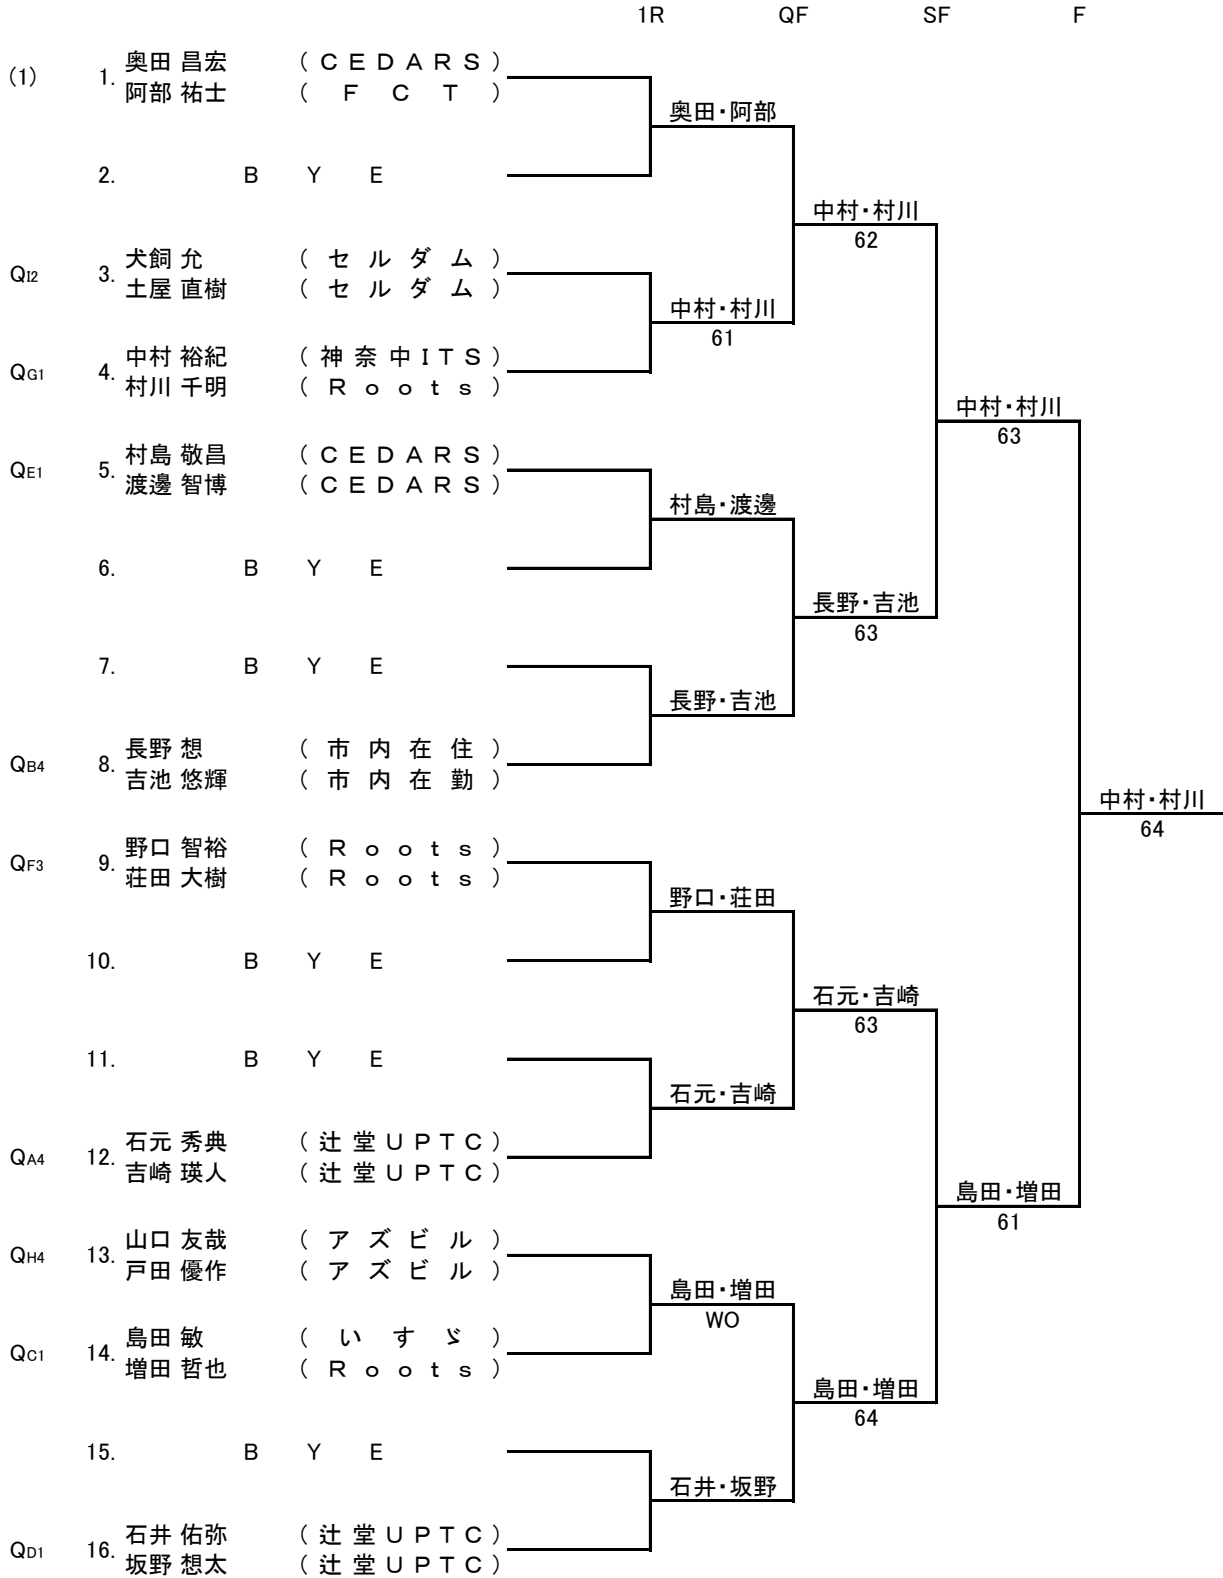 1R QF SF F
(1) 1. 奥田 昌宏 (CEDARS)
阿部 祐士 (FCT)
奥田・阿部
2. BYE
中村・村川
62
QI2 3. 犬飼 允 (セルダム)
土屋 直樹 (セルダム)
中村・村川
61
QG1 4. 中村 裕紀 (神奈中ITS)
村川 千明 (Roots)
中村・村川
63
QE1 5. 村島 敬昌 (CEDARS)
渡邊 智博 (CEDARS)
村島・渡邊
6. BYE
長野・吉池
63
7. BYE
長野・吉池
QB4 8. 長野 想 (市内在住)
吉池 悠輝 (市内在勤)
中村・村川
64
QF3 9. 野口 智裕 (Roots)
荘田 大樹 (Roots)
野口・荘田
10. BYE
石元・吉崎
63
11. BYE
石元・吉崎
QA4 12. 石元 秀典 (辻堂UPTC)
吉崎 瑛人 (辻堂UPTC)
島田・増田
61
QH4 13. 山口 友哉 (アズビル)
戸田 優作 (アズビル)
島田・増田
WO
QC1 14. 島田 敏 (いすゞ)
増田 哲也 (Roots)
島田・増田
64
15. BYE
石井・坂野
QD1 16. 石井 佑弥 (辻堂UPTC)
坂野 想太 (辻堂UPTC)